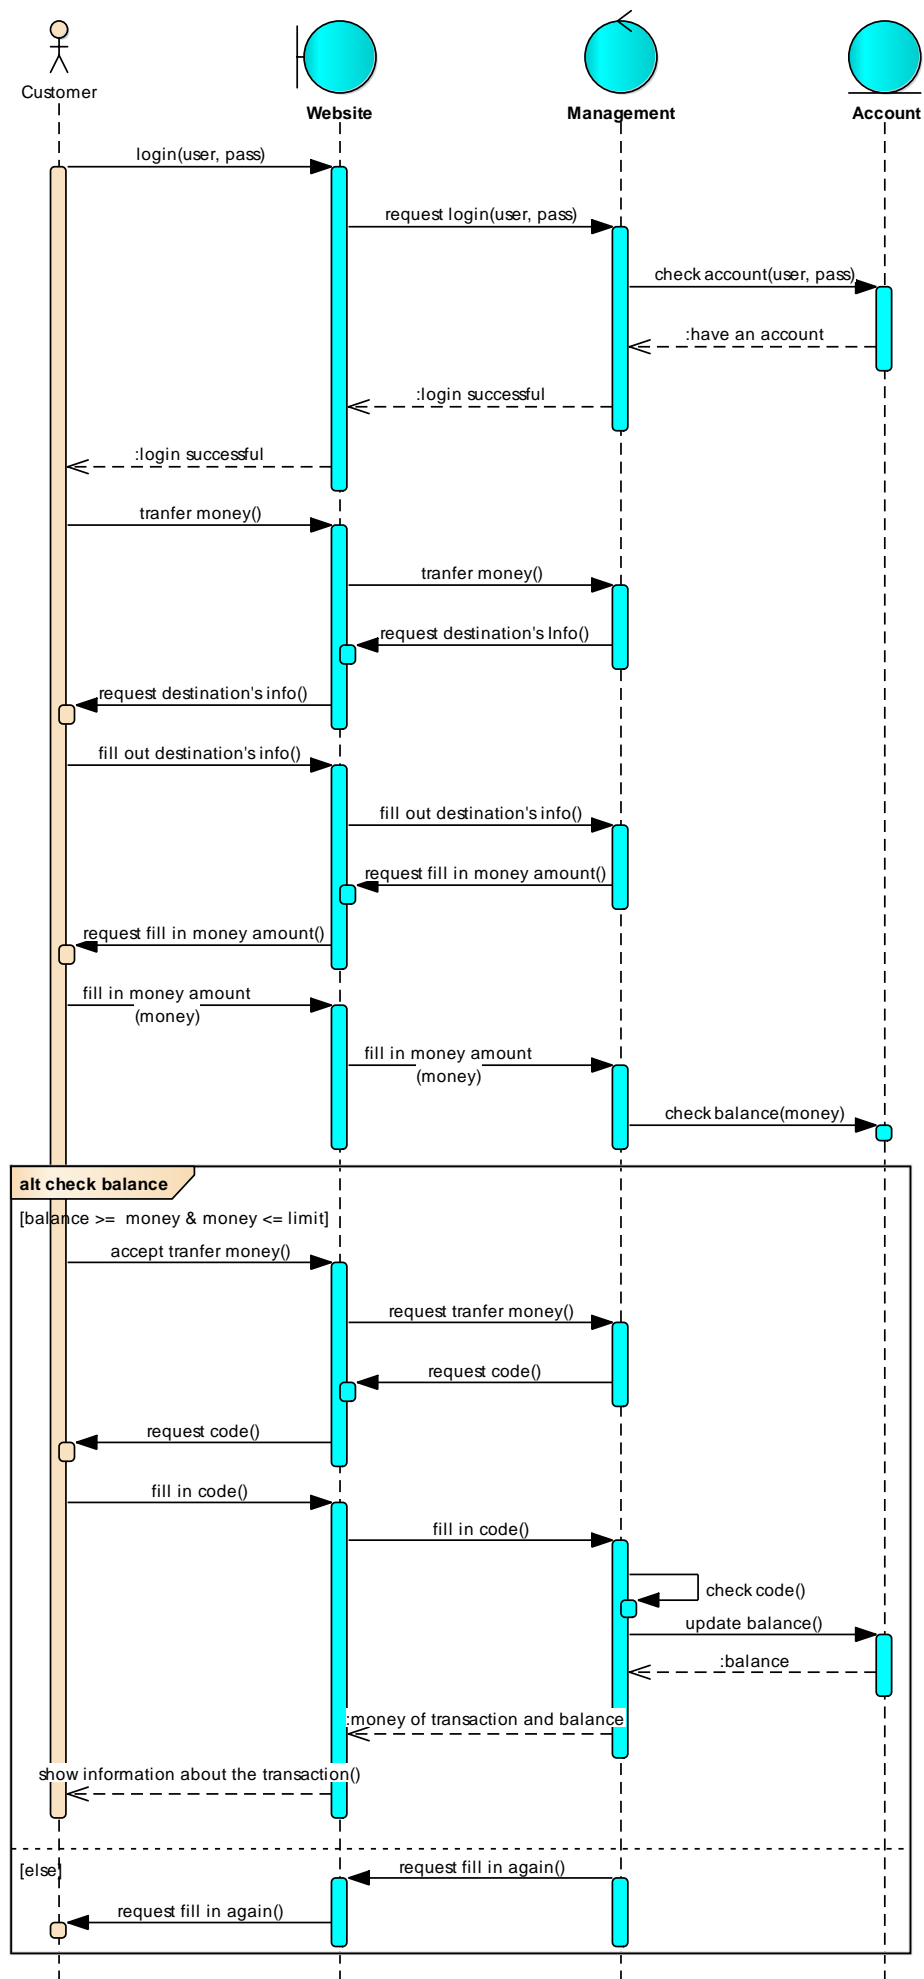 Customer
Website
Management
Account
login(user, pass)
request login(user, pass)
check account(user, pass)
:have an account
:login successful
:login successful
tranfer money()
tranfer money()
request destination's Info()
request destination's info()
fill out destination's info()
fill out destination's info()
request fill in money amount()
request fill in money amount()
fill in money amount
(money)
fill in money amount
(money)
check balance(money)
alt check balance
[balance >=  money & money <= limit]
accept tranfer money()
request tranfer money()
request code()
request code()
fill in code()
fill in code()
check code()
update balance()
:balance
:money of transaction and balance
show information about the transaction()
[else]
request fill in again()
request fill in again()